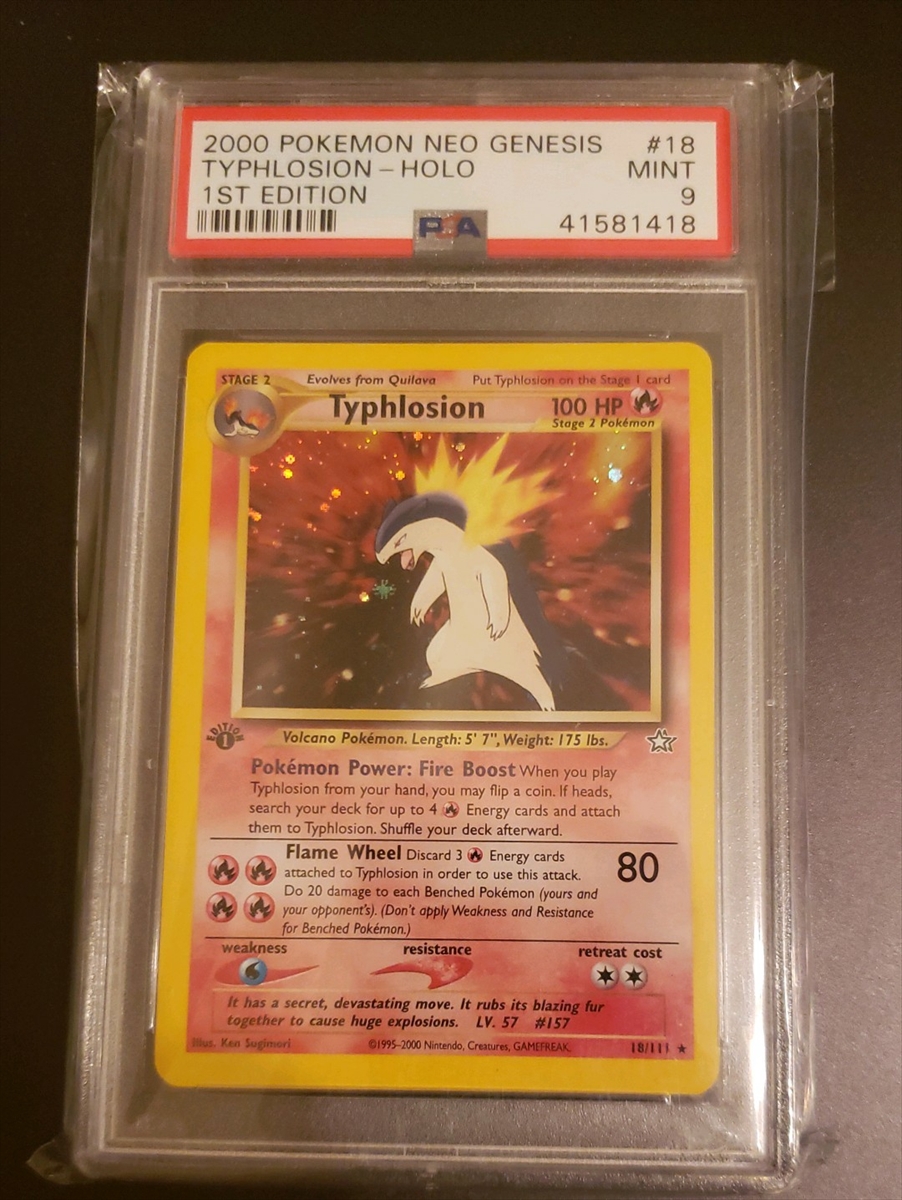 2000 POKEMON NEO GENESIS #18
TYPHLOSION - HOLO MINT
1ST EDITION 9
PSA 41581418
STAGE 2 Evolves from Quilava Put Typhlosion on the Stage 1 card
Typhlosion 100 HP
Stage 2 Pokémon
EDITION 1
Volcano Pokémon. Length: 5' 7", Weight: 175 lbs.
Pokémon Power: Fire Boost When you play
Typhlosion from your hand, you may flip a coin. If heads,
search your deck for up to 4 Energy cards and attach
them to Typhlosion. Shuffle your deck afterward.
Flame Wheel Discard 3 Energy cards
attached to Typhlosion in order to use this attack. 80
Do 20 damage to each Benched Pokémon (yours and
your opponent's). (Don't apply Weakness and Resistance
for Benched Pokémon.)
weakness resistance retreat cost
It has a secret, devastating move. It rubs its blazing fur
together to cause huge explosions. LV. 57 #157
Illus. Ken Sugimori ©1995-2000 Nintendo, Creatures, GAMEFREAK. 18/111 ★